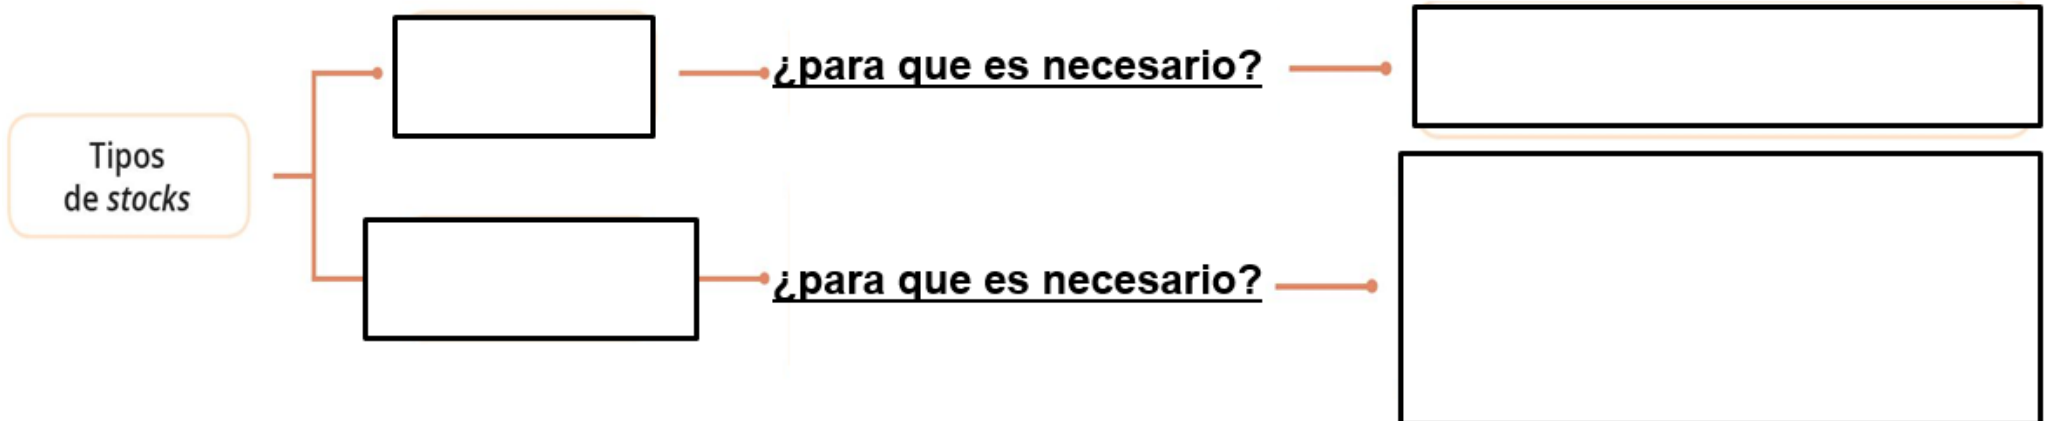 ¿para que es necesario?
Tipos
de stocks
¿para que es necesario?